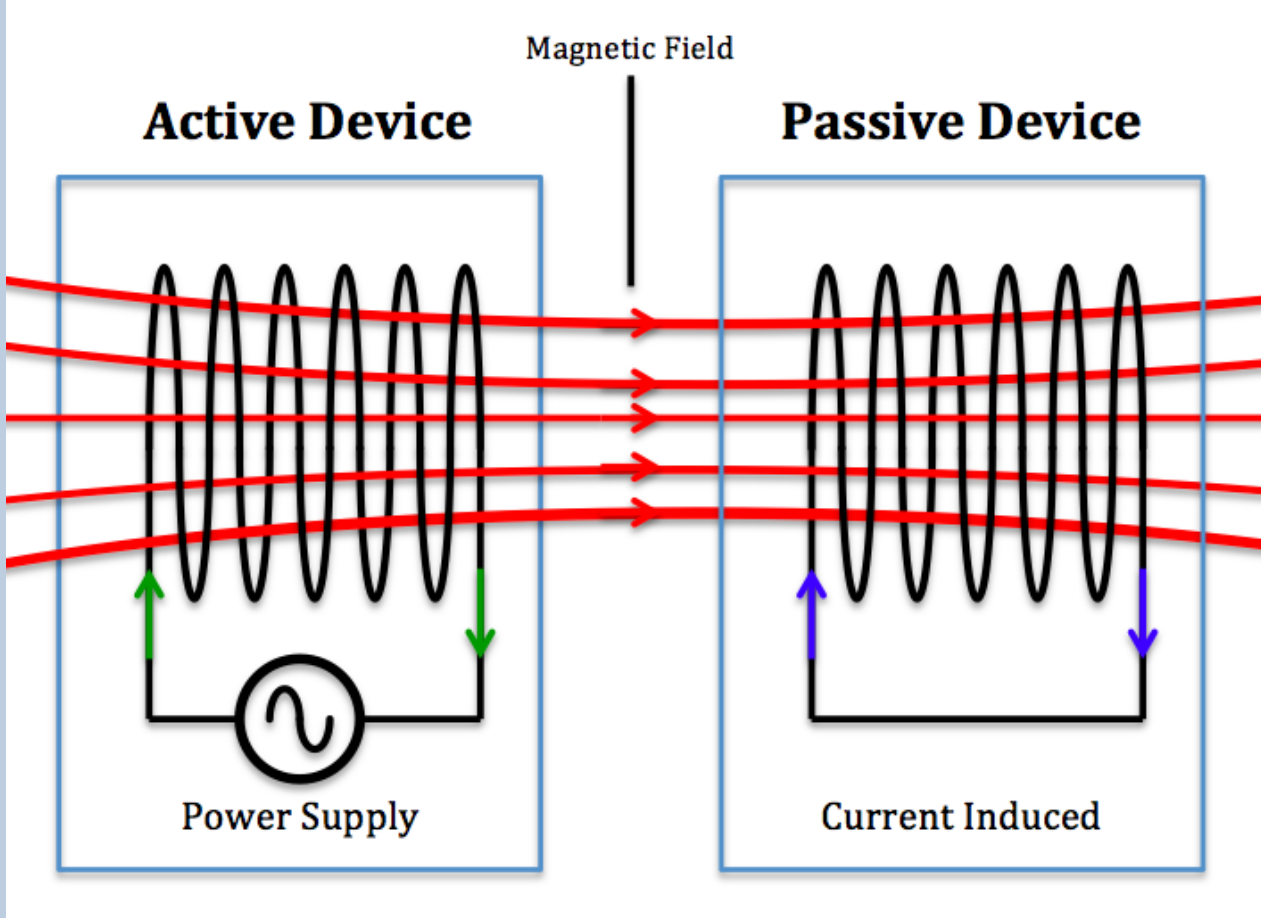 Magnetic Field
Active Device
Passive Device
Power Supply
Current Induced